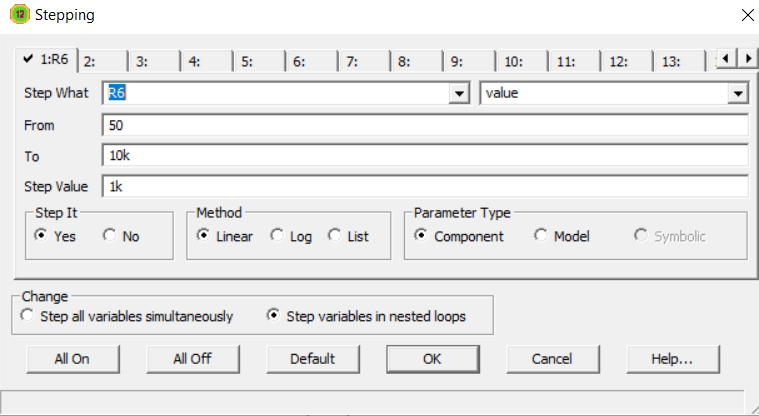 12 Stepping
1:R6 2: 3: 4: 5: 6: 7: 8: 9: 10: 11: 12: 13:
Step What R6 value
From 50
To 10k
Step Value 1k
Step It Method Parameter Type
Yes No Linear Log List Component Model Symbolic
Change
Step all variables simultaneously Step variables in nested loops
All On All Off Default OK Cancel Help...